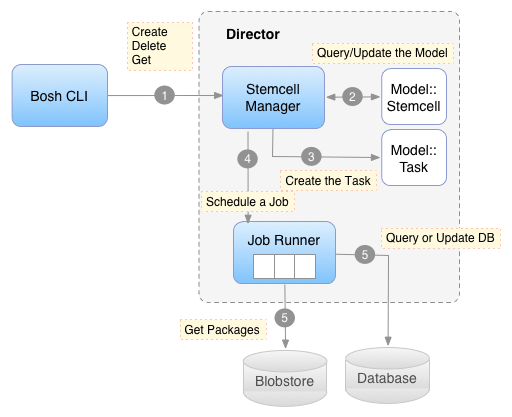 Create
Delete
Get
Director
Query/Update the Model
Bosh CLI
1
Stemcell
Manager
2
Model::
Stemcell
4
3
Model::
Task
Create the Task
Schedule a Job
Job Runner
5
Query or Update DB
5
Get Packages
Blobstore
Database